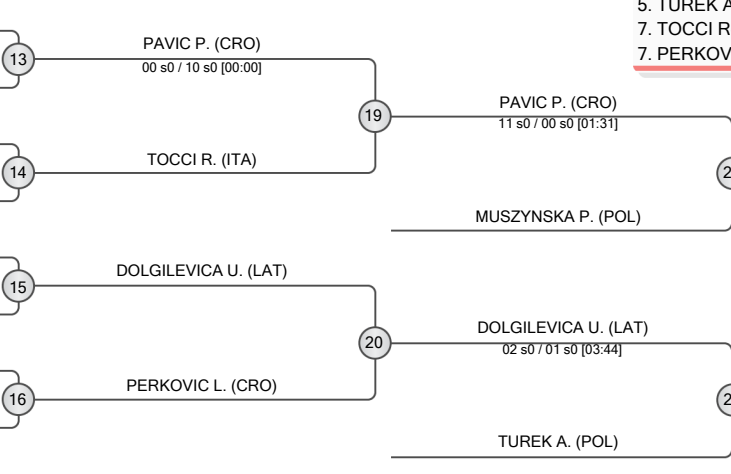 5. TUREK A
7. TOCCI R
7. PERKOV
13
PAVIC P. (CRO)
00 s0 / 10 s0 [00:00]
19
PAVIC P. (CRO)
11 s0 / 00 s0 [01:31]
14
TOCCI R. (ITA)
2
MUSZYNSKA P. (POL)
15
DOLGILEVICA U. (LAT)
20
DOLGILEVICA U. (LAT)
02 s0 / 01 s0 [03:44]
16
PERKOVIC L. (CRO)
2
TUREK A. (POL)